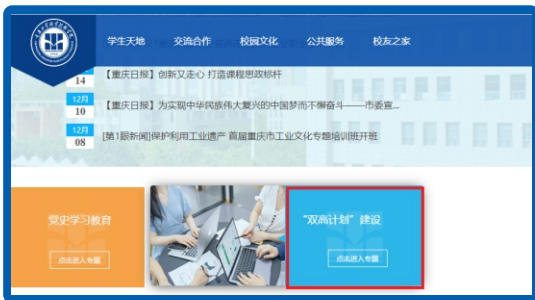 学生天地 交流合作 校园文化 公共服务 校友之家
14 【重庆日报】创新又走心 打造课程思政标杆
12月
10 【重庆日报】为实现中华民族伟大复兴的中国梦而不懈奋斗——市委宣...
12月
08 [第1眼新闻]保护利用工业遗产 首届重庆市工业文化专题培训班开班
党史学习教育
点击进入专题
“双高计划”建设
点击进入专题